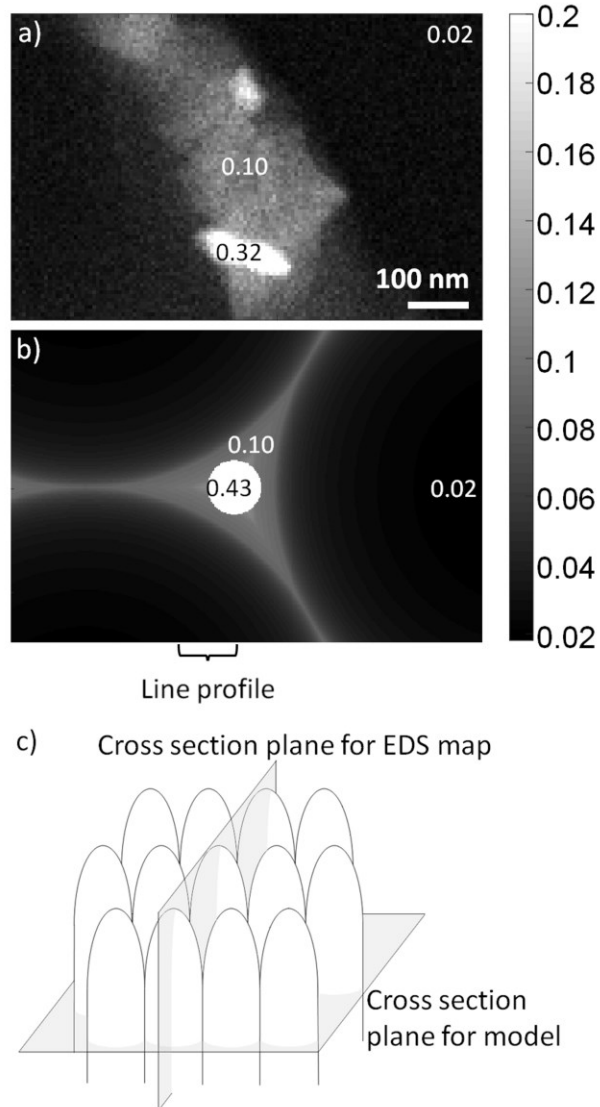 a)
0.02
0.10
0.32
100 nm
0.2
0.18
0.16
0.14
0.12
0.1
0.08
0.06
0.04
0.02
b)
0.10
0.43
0.02
Line profile
c)
Cross section plane for EDS map
Cross section
plane for model